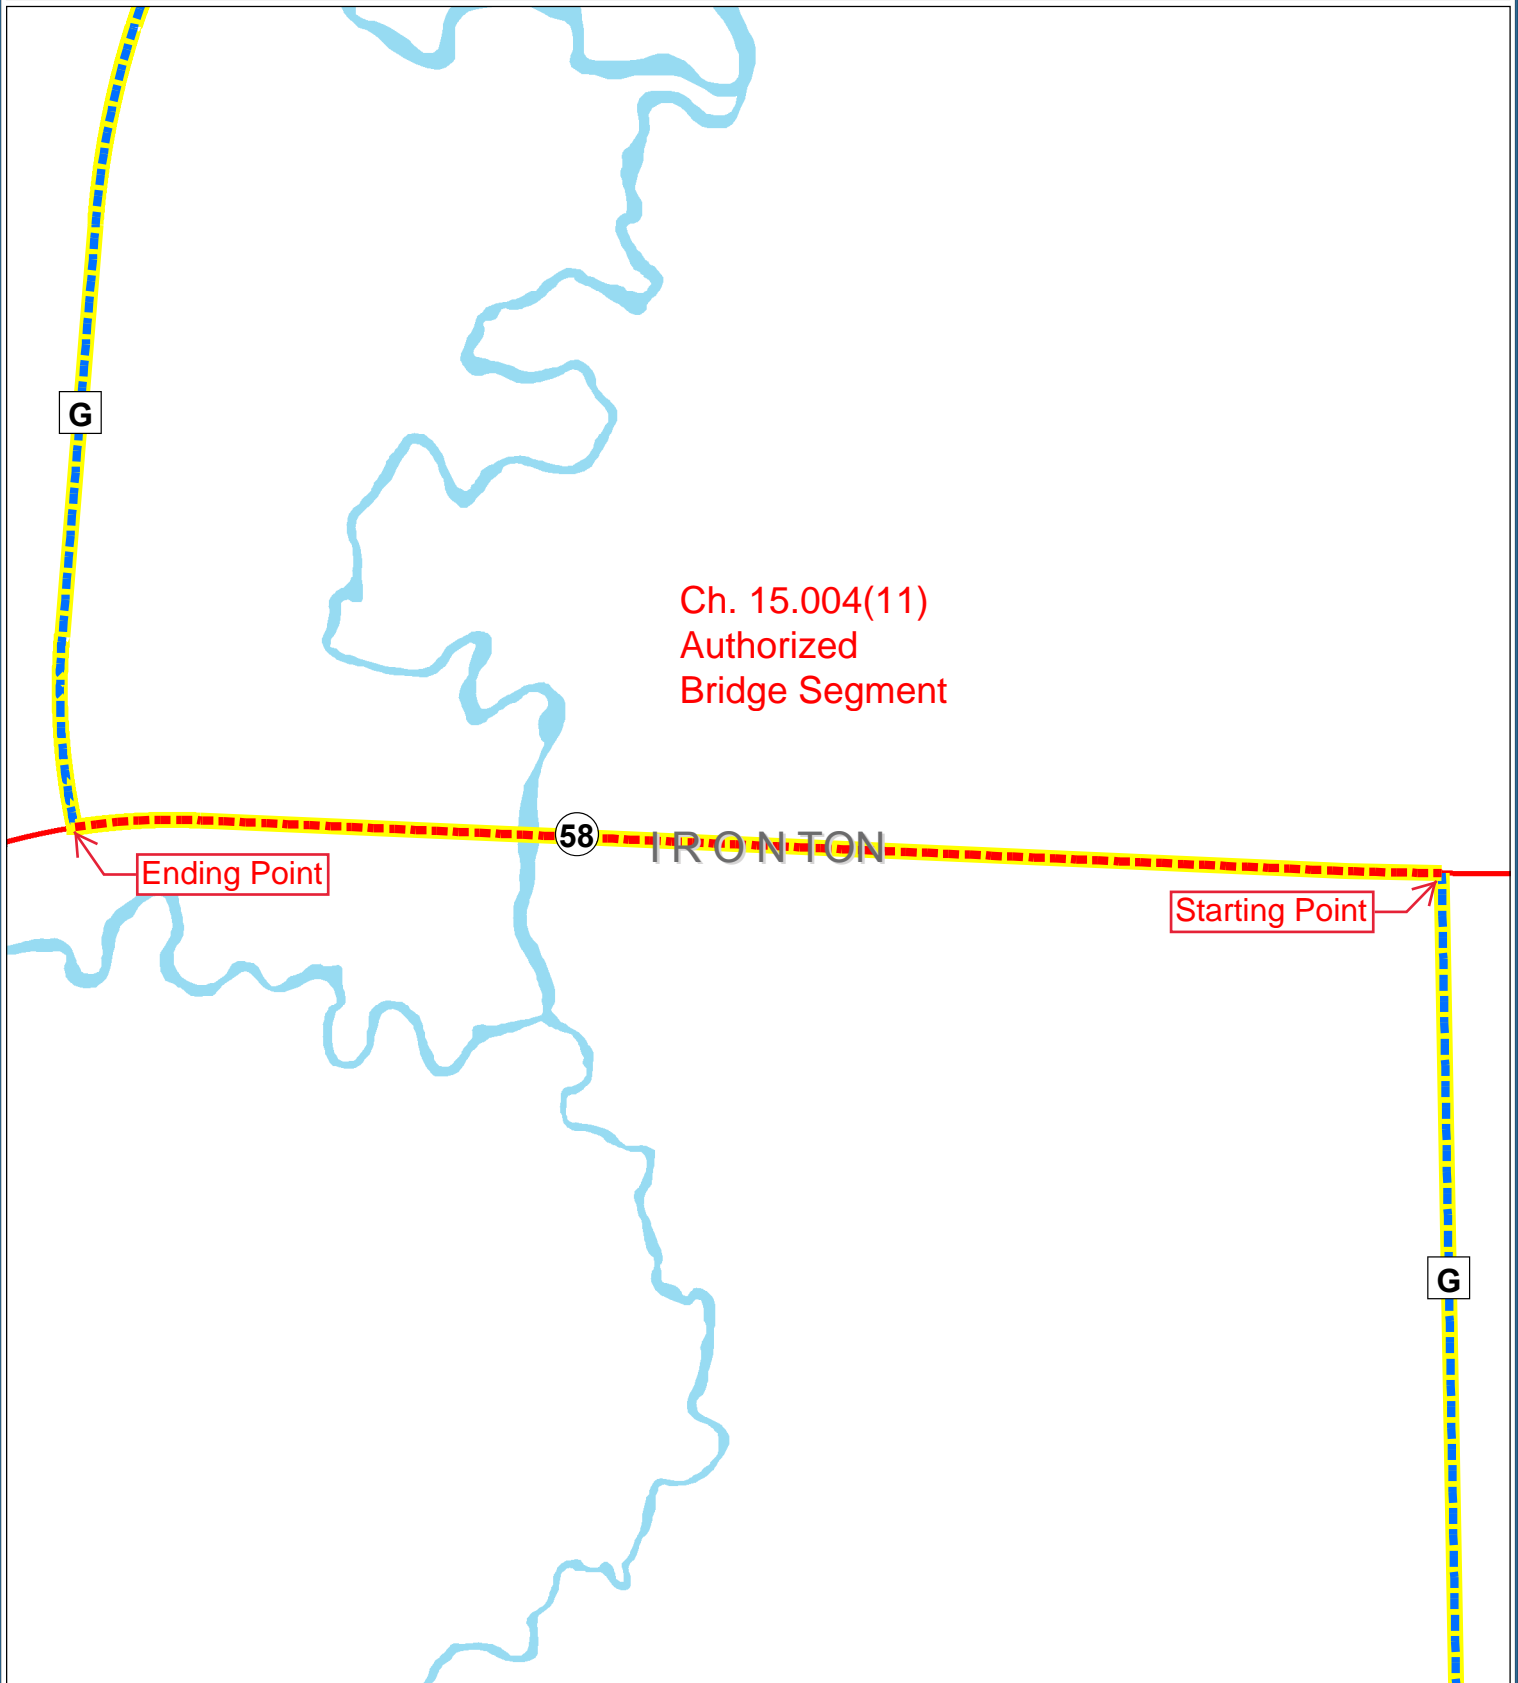 G
Ch. 15.004(11)
Authorized
Bridge Segment
58
IRONTON
Ending Point
Starting Point
G